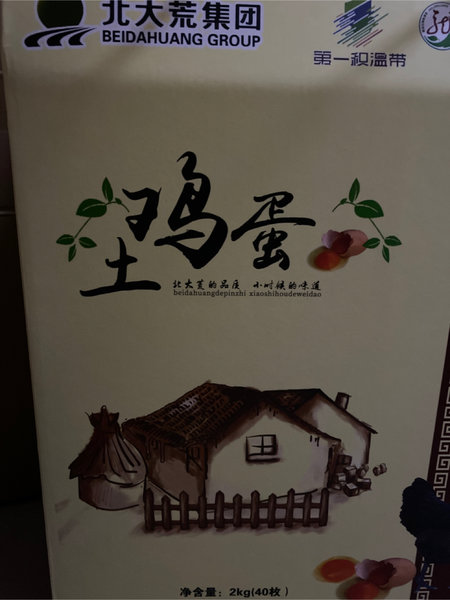 北大荒集团
BEIDAHUANG GROUP
第一积温带
土鸡蛋
北大荒的品质 小时候的味道
beidahuangdepinzhi xiaoshihoudeweidao
净含量：2kg(40枚)